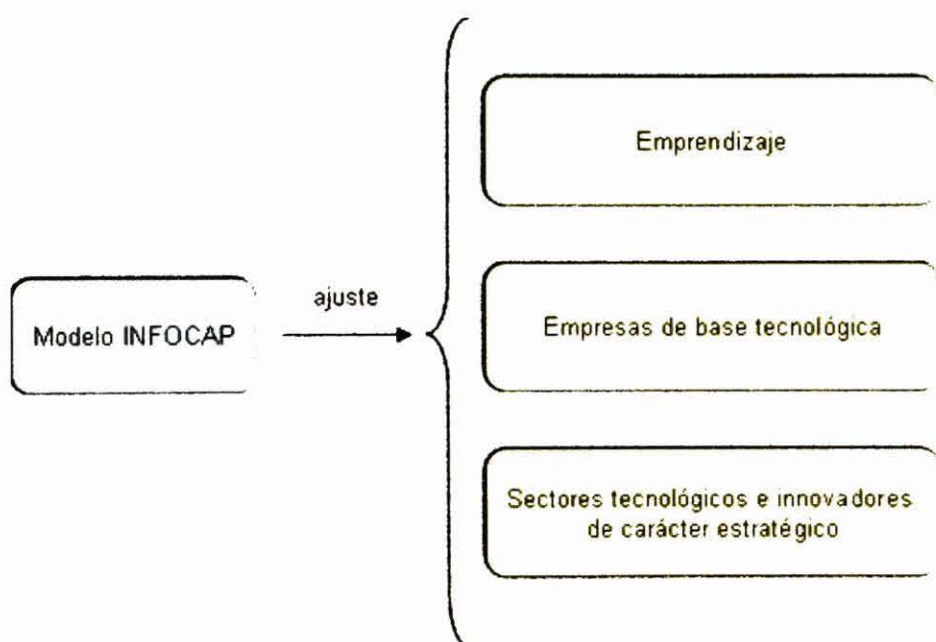 Emprendizaje
ajuste
Modelo INFOCAP
Empresas de base tecnológica
Sectores tecnológicos e innovadores
de carácter estratégico